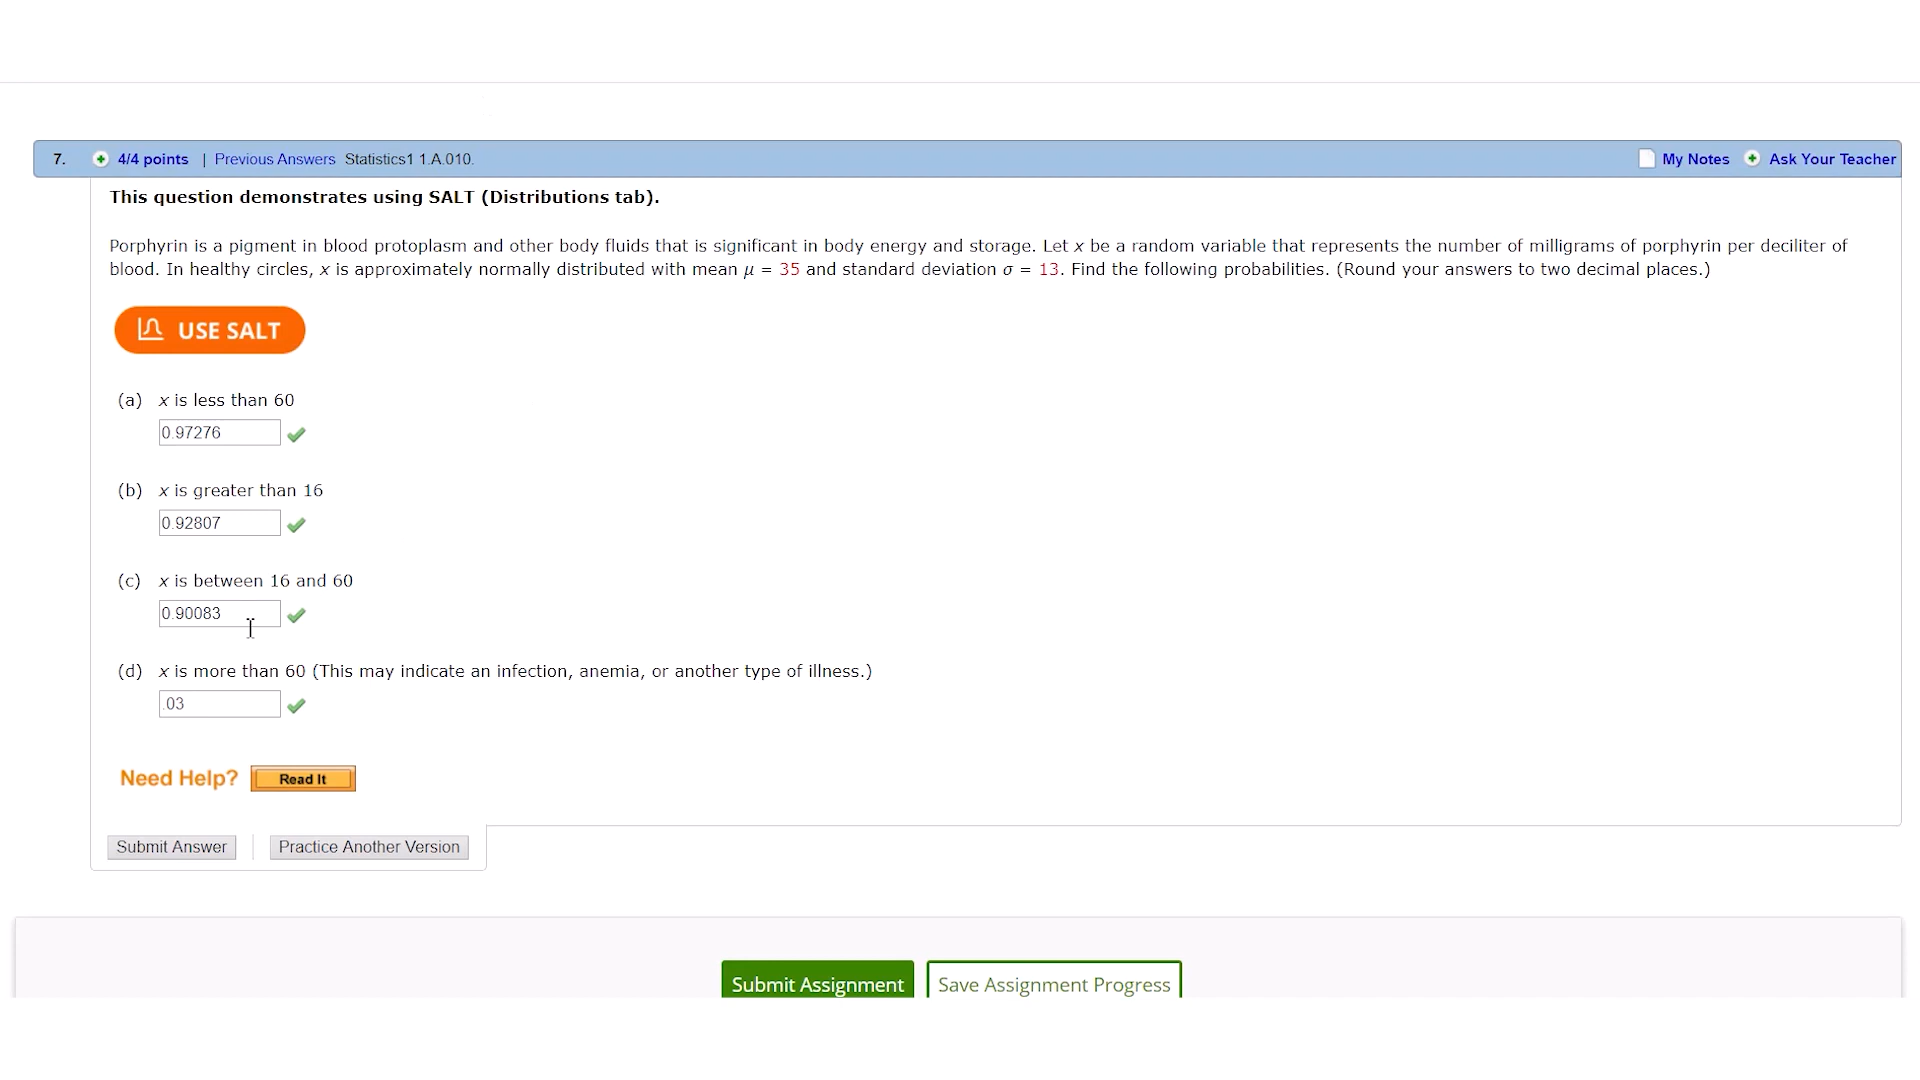 7. 4/4 points | Previous Answers Statistics1 1.A.010. My Notes Ask Your Teacher
This question demonstrates using SALT (Distributions tab).
Porphyrin is a pigment in blood protoplasm and other body fluids that is significant in body energy and storage. Let x be a random variable that represents the number of milligrams of porphyrin per deciliter of
blood. In healthy circles, x is approximately normally distributed with mean μ = 35 and standard deviation σ = 13. Find the following probabilities. (Round your answers to two decimal places.)
USE SALT
(a) x is less than 60
0.97276
(b) x is greater than 16
0.92807
(c) x is between 16 and 60
0.90083
(d) x is more than 60 (This may indicate an infection, anemia, or another type of illness.)
.03
Need Help? Read It
Submit Answer Practice Another Version
Submit Assignment Save Assignment Progress